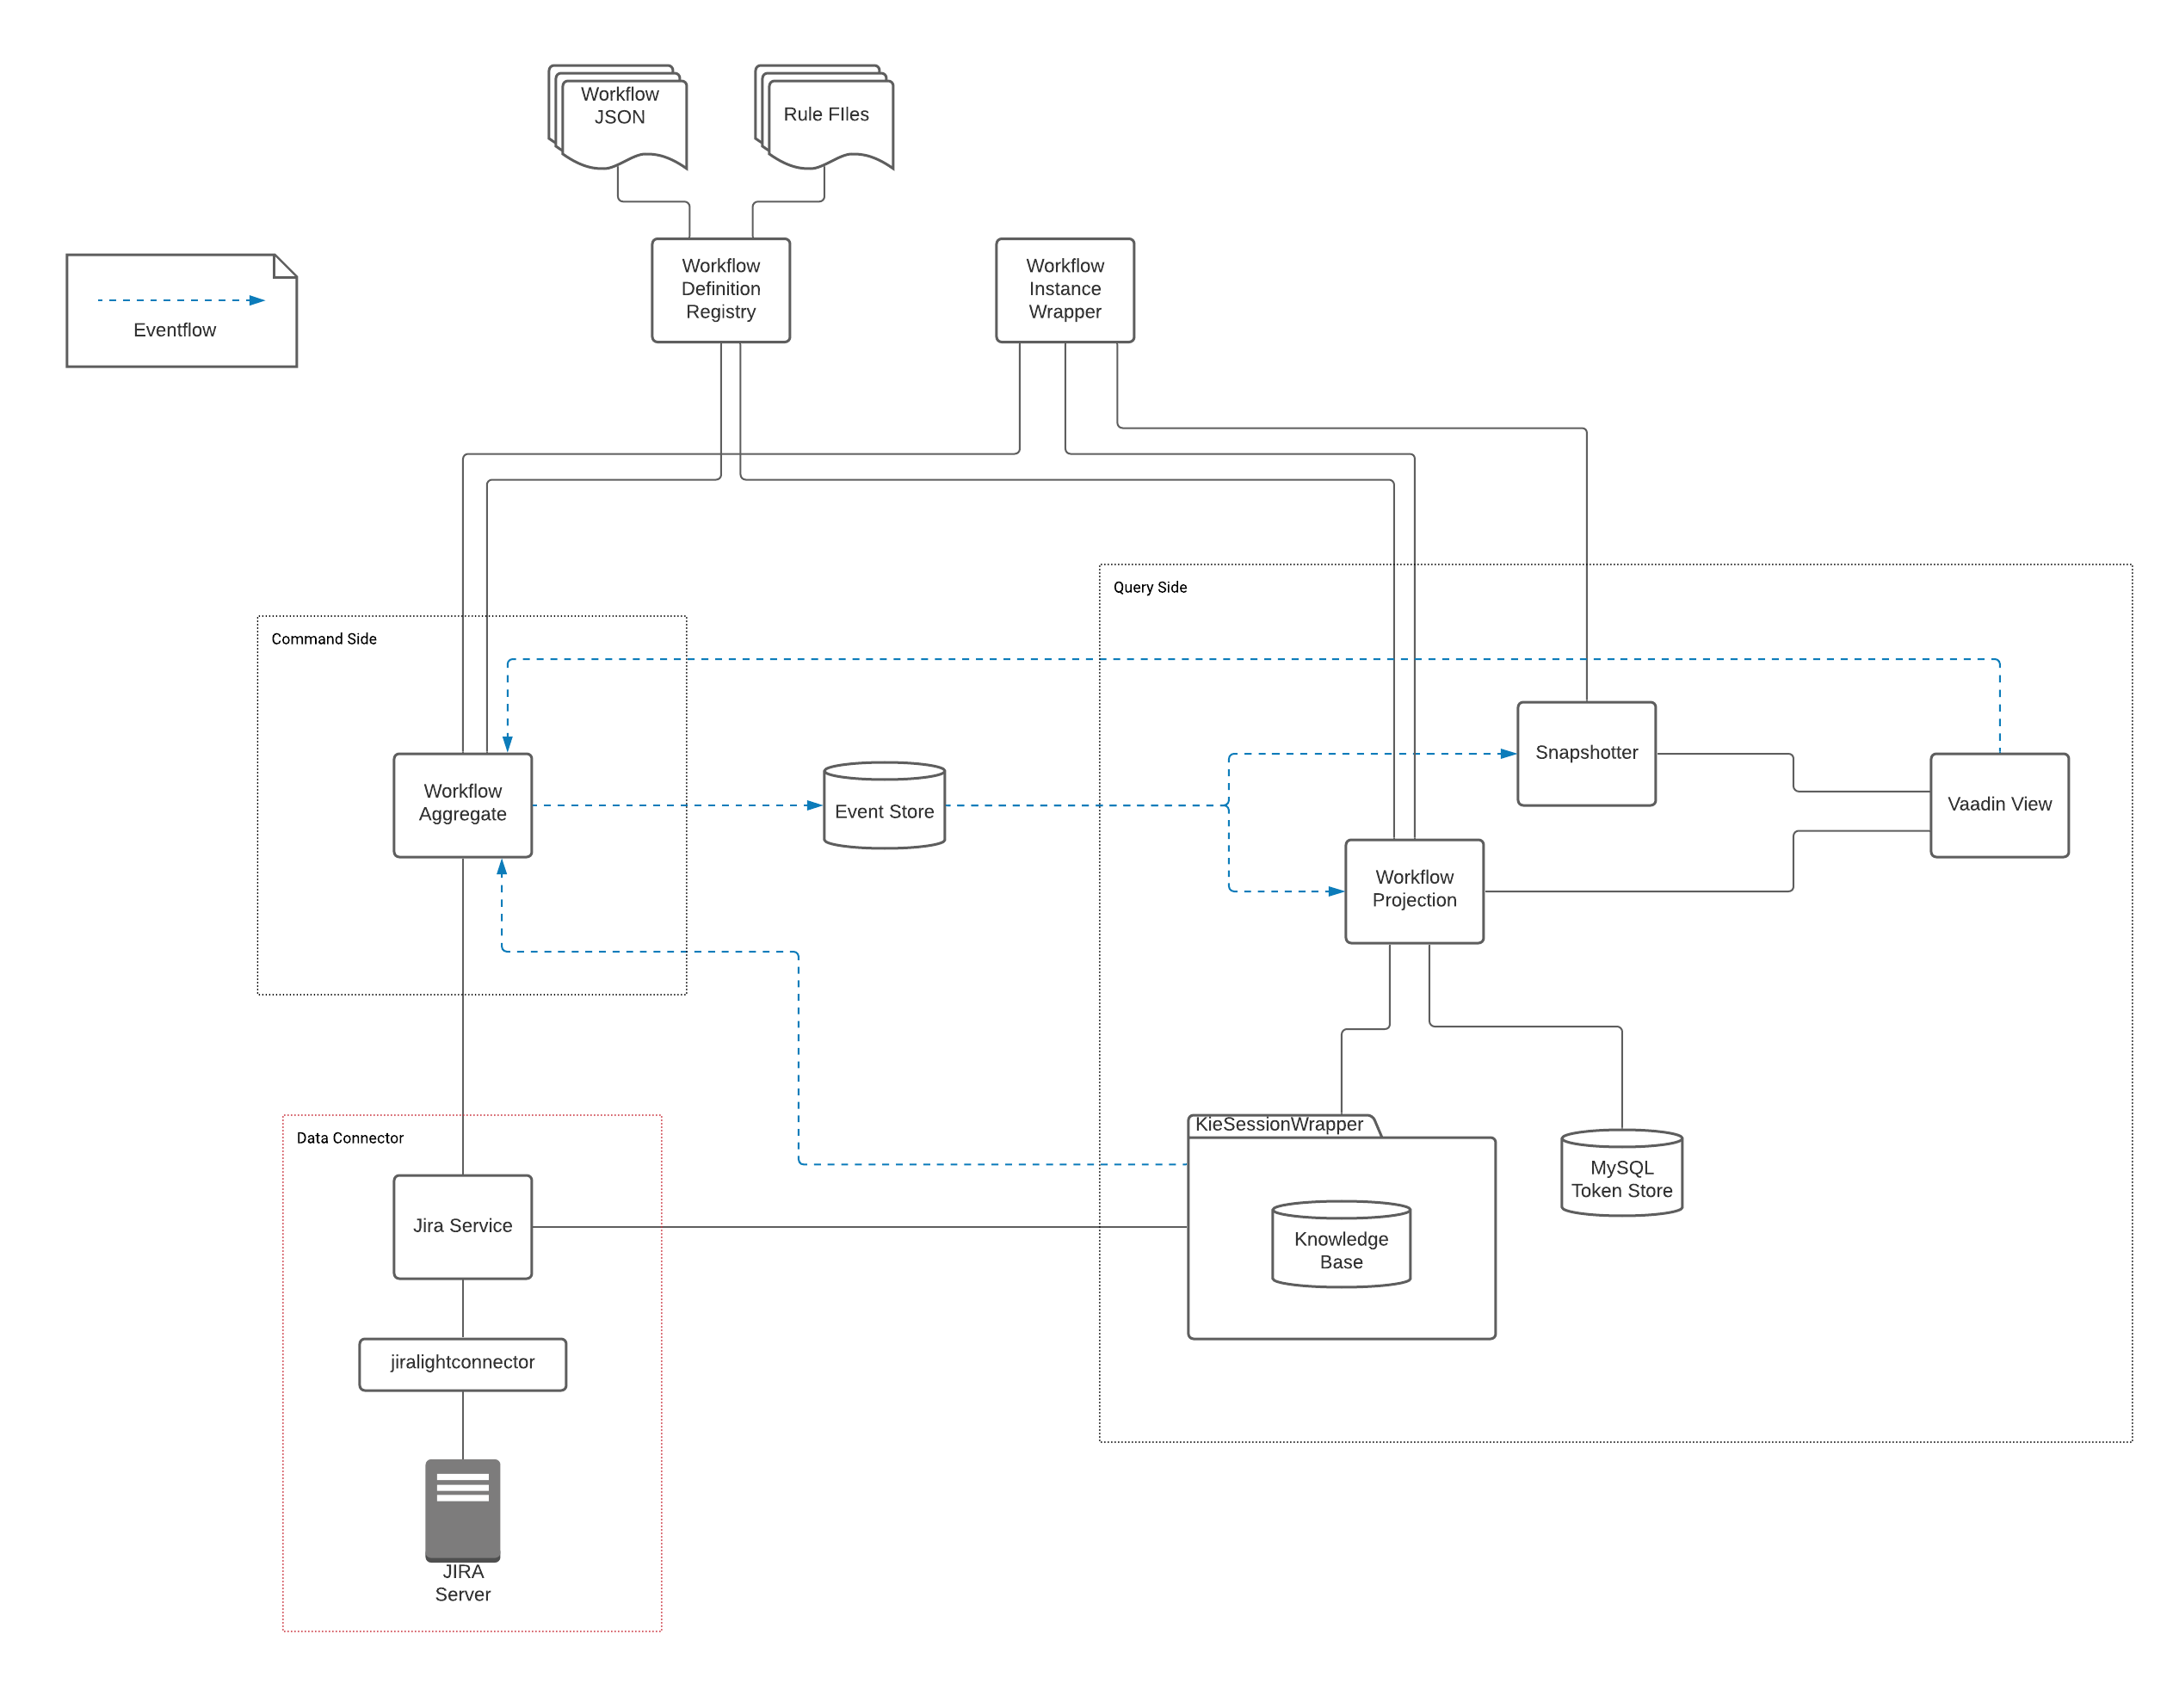 Workflow
JSON
Rule FIles
Workflow
Definition
Registry
Workflow
Instance
Wrapper
Eventflow
Query Side
Command Side
Snapshotter
Workflow
Aggregate
Event Store
Vaadin View
Workflow
Projection
KieSessionWrapper
Data Connector
MySQL
Token Store
Jira Service
Knowledge
Base
jiralightconnector
JIRA
Server